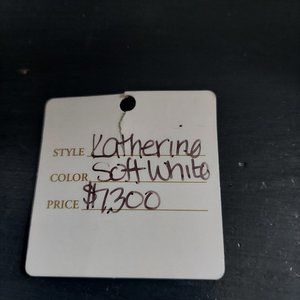 STYLE Katherine
COLOR Soft White
PRICE $7,300